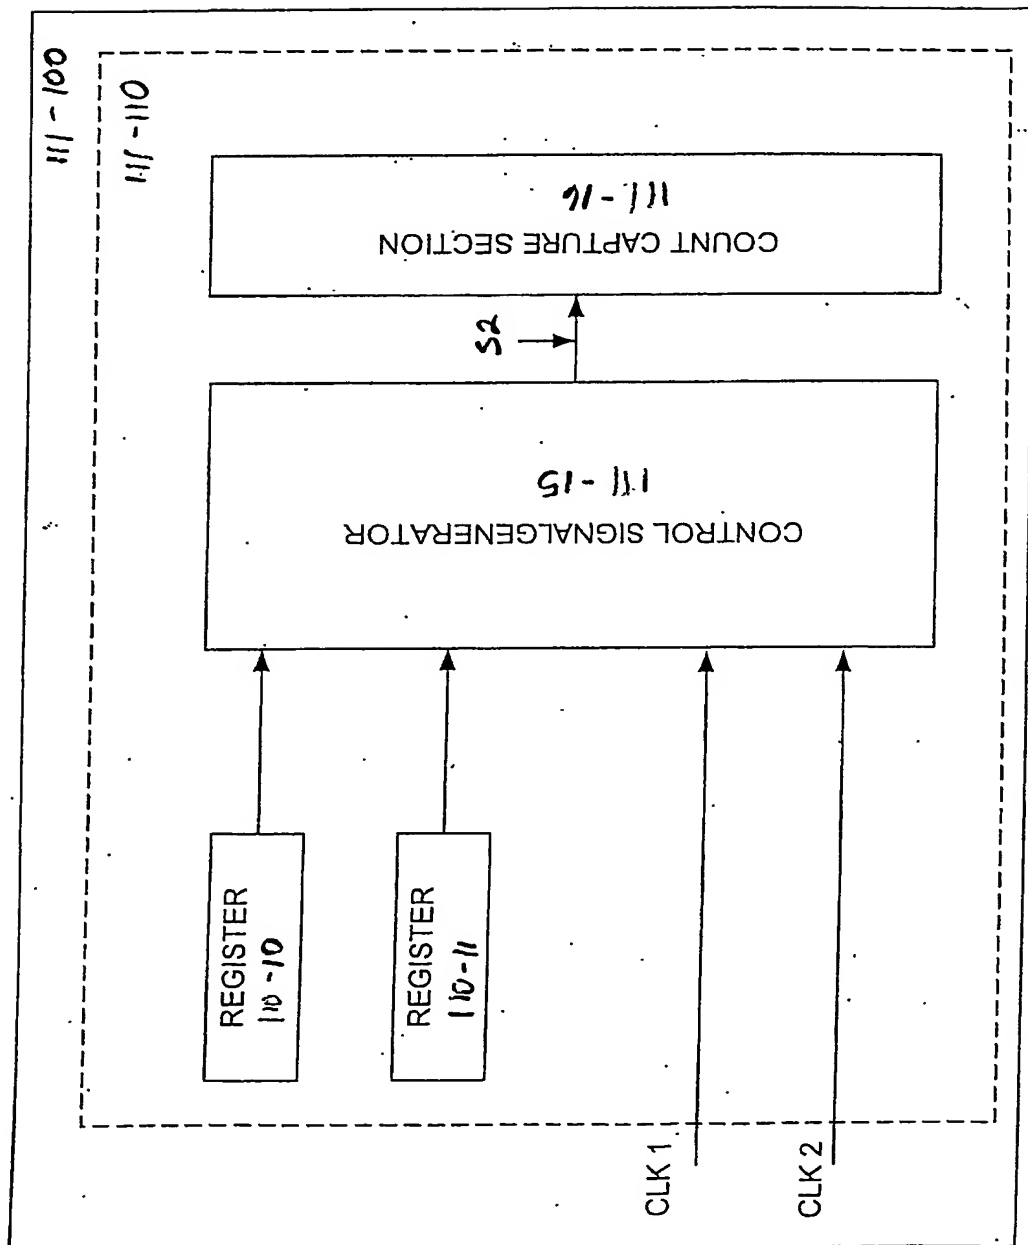 111-100
111-110
COUNT CAPTURE SECTION
111-16
S2
CONTROL SIGNALGENERATOR
111-15
REGISTER
110-10
REGISTER
110-11
CLK 1
CLK 2